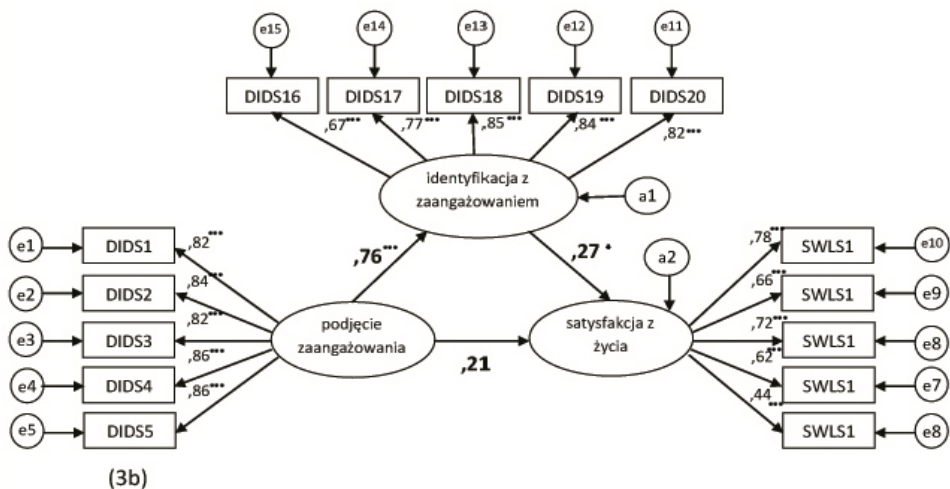 e15 e14 e13 e12 e11
DIDS16 DIDS17 DIDS18 DIDS19 DIDS20
,67*** ,77*** ,85*** ,84*** ,82***
identyfikacja z
zaangażowaniem
a1
e1 DIDS1 ,82***
e2 DIDS2 ,84***
e3 DIDS3 ,82***
e4 DIDS4 ,86***
e5 DIDS5 ,86***
,76***
,27*
a2
podjęcie
zaangażowania
,21
satysfakcja z
życia
,78*** SWLS1 e10
,66*** SWLS1 e9
,72*** SWLS1 e8
,62*** SWLS1 e7
,44*** SWLS1 e8
(3b)